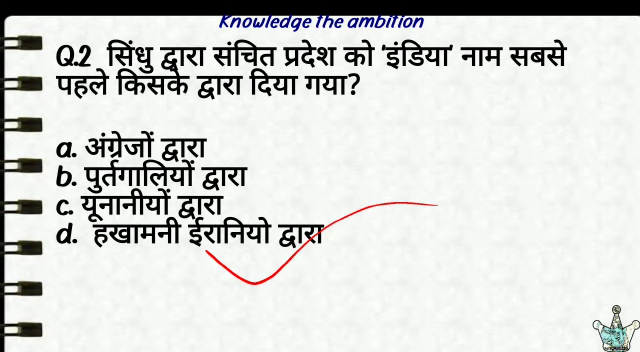 Knowledge the ambition
Q.2 सिंधु द्वारा संचित प्रदेश को 'इंडिया' नाम सबसे
पहले किसके द्वारा दिया गया?
a. अंग्रेजों द्वारा
b. पुर्तगालियों द्वारा
c. यूनानीयों द्वारा
d. हखामनी ईरानियो द्वारा